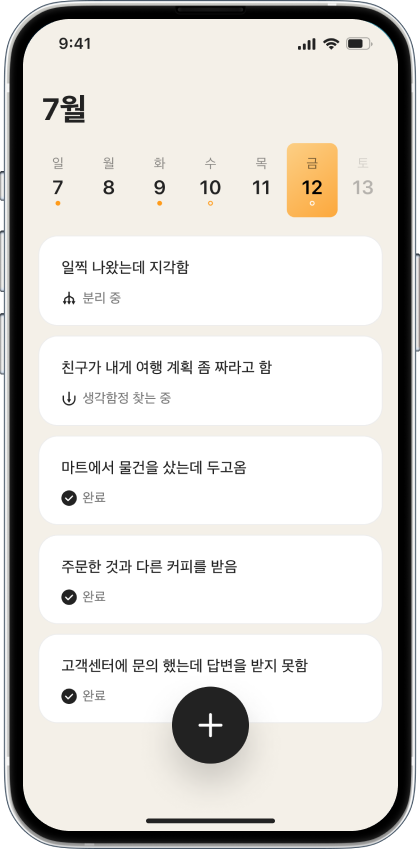 9:41
7월
일 월 화 수 목 금 토
7 8 9 10 11 12 13
일찍 나왔는데 지각함
분리 중
친구가 내게 여행 계획 좀 짜라고 함
생각함정 찾는 중
마트에서 물건을 샀는데 두고옴
완료
주문한 것과 다른 커피를 받음
완료
고객센터에 문의 했는데 답변을 받지 못함
완료